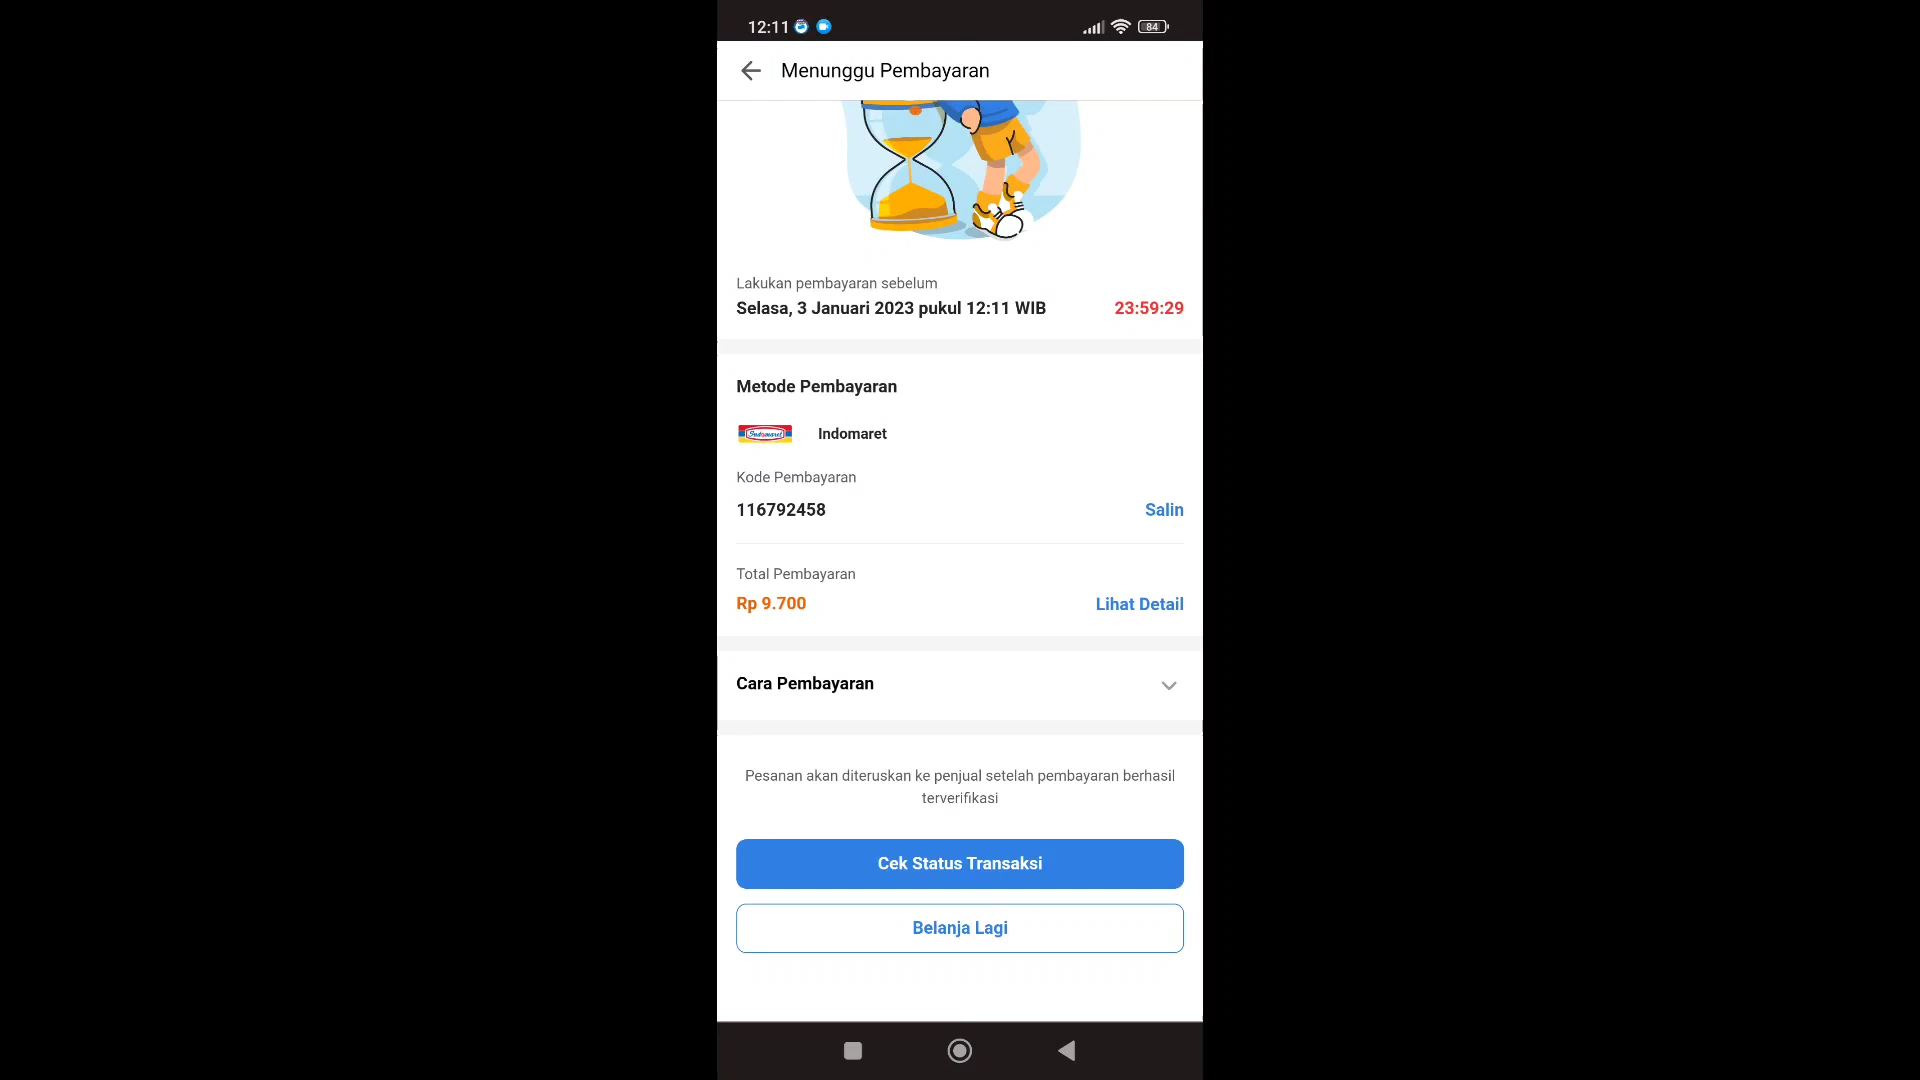 12:11
84
Menunggu Pembayaran
Lakukan pembayaran sebelum
Selasa, 3 Januari 2023 pukul 12:11 WIB 23:59:29
Metode Pembayaran
Indomaret Indomaret
Kode Pembayaran
116792458 Salin
Total Pembayaran
Rp 9.700 Lihat Detail
Cara Pembayaran
Pesanan akan diteruskan ke penjual setelah pembayaran berhasil
terverifikasi
Cek Status Transaksi
Belanja Lagi